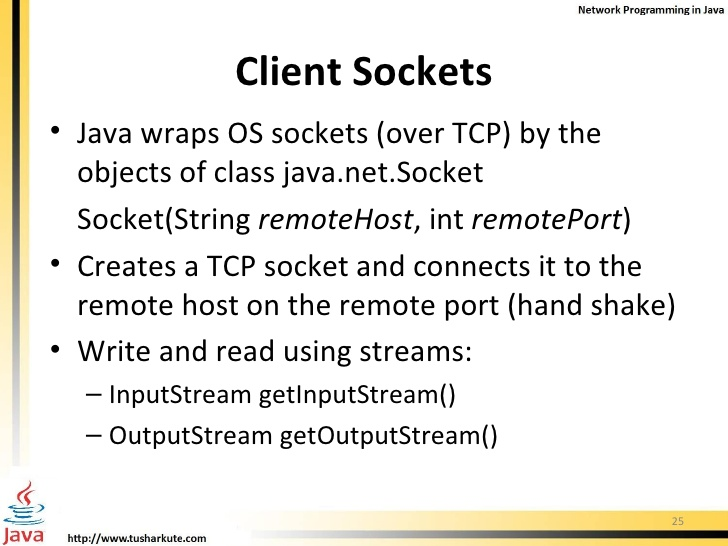 Network Programming in Java
Client Sockets
• Java wraps OS sockets (over TCP) by the
objects of class java.net.Socket
Socket(String remoteHost, int remotePort)
• Creates a TCP socket and connects it to the
remote host on the remote port (hand shake)
• Write and read using streams:
– InputStream getInputStream()
– OutputStream getOutputStream()
25
Java
http://www.tusharkute.com